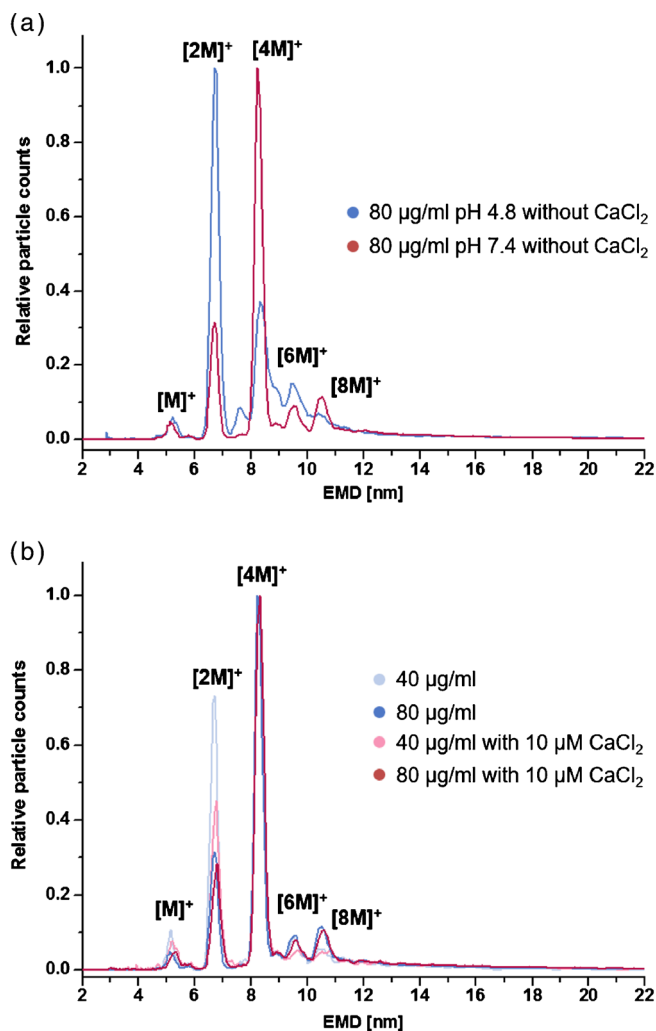 (a)
[2M]⁺ [4M]⁺
1.0
0.8
80 µg/ml pH 4.8 without CaCl₂
0.6
80 µg/ml pH 7.4 without CaCl₂
0.4
[6M]⁺
[8M]⁺
0.2
[M]⁺
0.0
2 4 6 8 10 12 14 16 18 20 22
EMD [nm]
Relative particle counts
(b)
[4M]⁺
1.0
[2M]⁺
40 µg/ml
0.8
80 µg/ml
40 µg/ml with 10 µM CaCl₂
0.6
80 µg/ml with 10 µM CaCl₂
0.4
0.2
[M]⁺
[6M]⁺
[8M]⁺
0.0
2 4 6 8 10 12 14 16 18 20 22
EMD [nm]
Relative particle counts